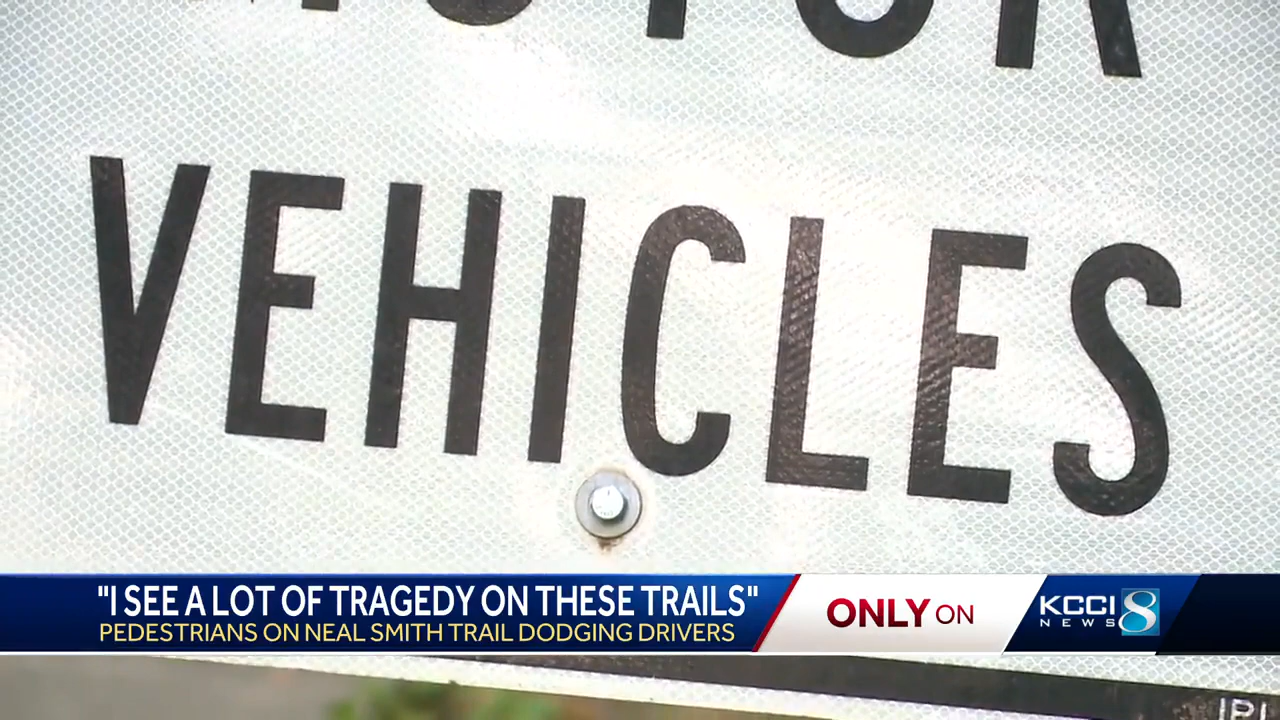 VEHICLES
"I SEE A LOT OF TRAGEDY ON THESE TRAILS"
PEDESTRIANS ON NEAL SMITH TRAIL DODGING DRIVERS
ONLY ON
KCCI 8
NEWS